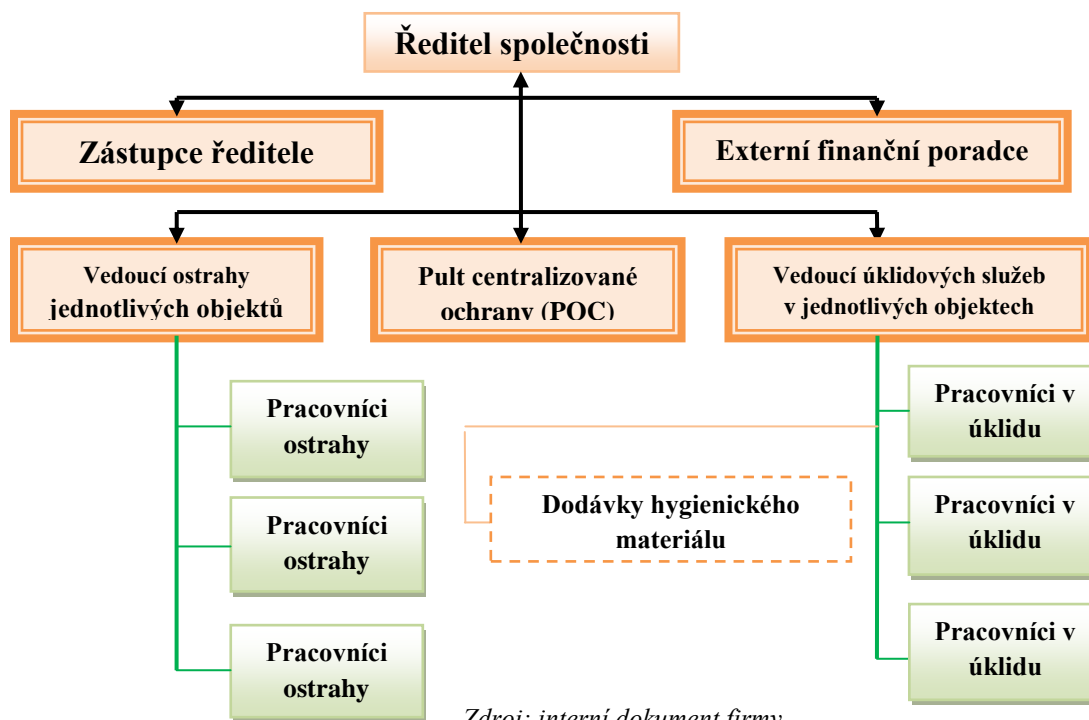 Ředitel společnosti
Zástupce ředitele
Externí finanční poradce
Vedoucí ostrahy
jednotlivých objektů
Pult centralizované
ochrany (POC)
Vedoucí úklidových služeb
v jednotlivých objektech
Pracovníci
ostrahy
Pracovníci v
úklidu
Dodávky hygienického
materiálu
Pracovníci
ostrahy
Pracovníci v
úklidu
Pracovníci
ostrahy
Pracovníci v
úklidu
Zdroj: interní dokument firmy